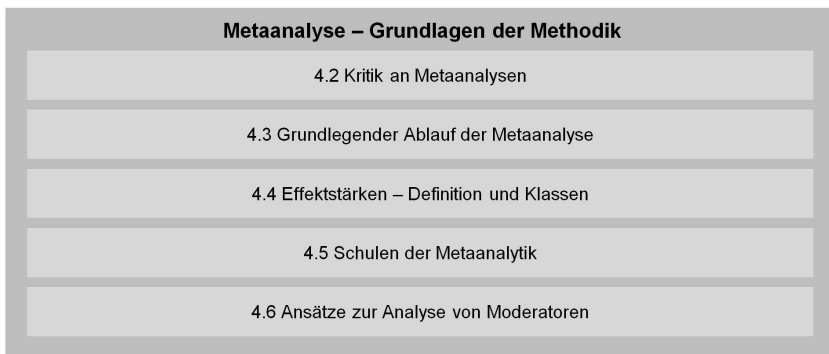 Metaanalyse – Grundlagen der Methodik
4.2 Kritik an Metaanalysen
4.3 Grundlegender Ablauf der Metaanalyse
4.4 Effektstärken – Definition und Klassen
4.5 Schulen der Metaanalytik
4.6 Ansätze zur Analyse von Moderatoren